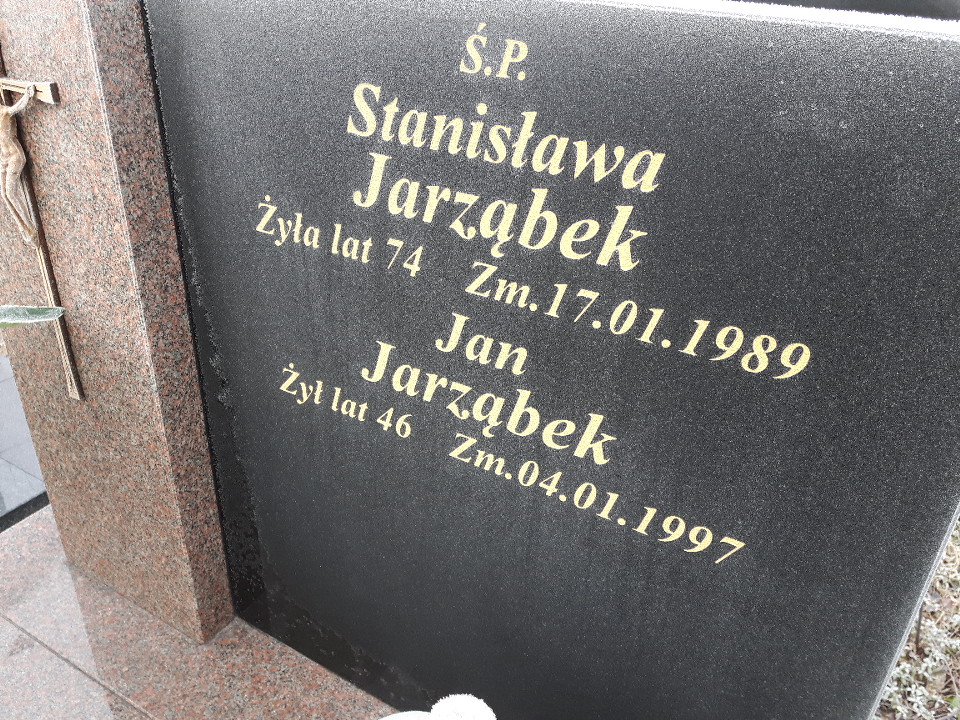 Ś.P.
Stanisława
Jarząbek
Żyła lat 74 Zm.17.01.1989
Jan
Jarząbek
Żył lat 46 Zm.04.01.1997